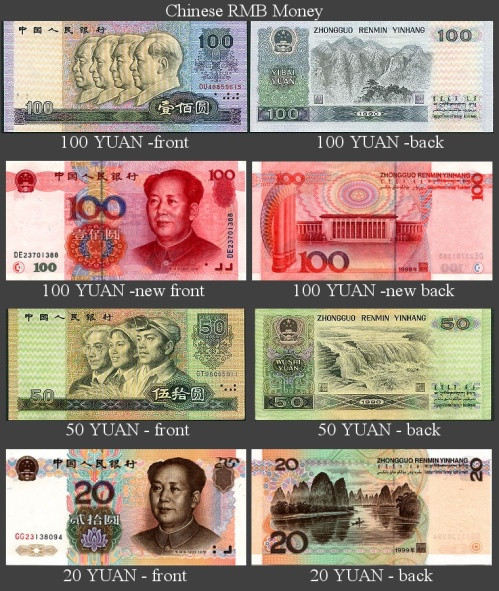 Chinese RMB Money
中国人民银行
100
DU48859815
100
壹佰圆
ZHONGGUO RENMIN YINHANG
100
YIBAI
YUAN
100
1990
100 YUAN -front
100 YUAN -back
中国人民银行
100
100
壹佰圆
DE23701388
DE23701388
100
100
ZHONGGUO RENMIN YINHANG
100
100
1999年
100 YUAN -new front
100 YUAN -new back
中国人民银行
50
50
伍拾圆
ZHONGGUO RENMIN YINHANG
50
WUSHI
YUAN
50
1990
50 YUAN - front
50 YUAN - back
中国人民银行
20
贰拾圆
GG23138094
20
ZHONGGUO RENMIN YINHANG
20
20
1999年
20 YUAN - front
20 YUAN - back